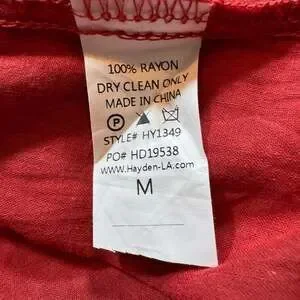 100% RAYON
DRY CLEAN ONLY
MADE IN CHINA
P
STYLE# HY1349
PO# HD19538
www.Hayden-LA.com
M